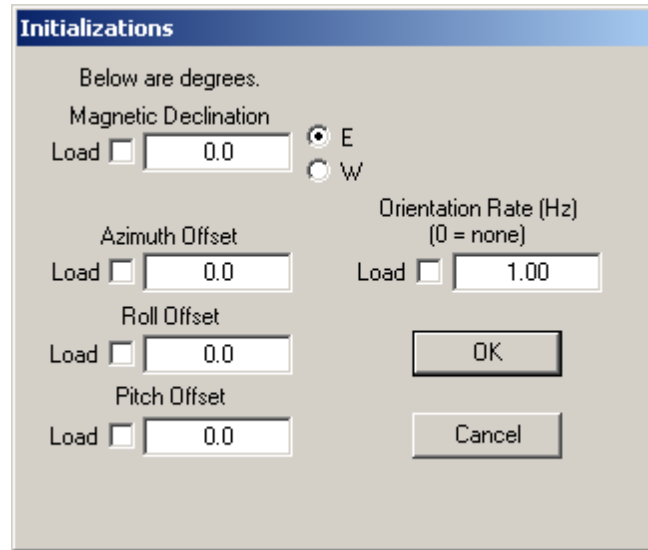 Initializations
Below are degrees.
Magnetic Declination
Load 0.0
E
W
Orientation Rate (Hz)
(0 = none)
Load 1.00
Azimuth Offset
Load 0.0
Roll Offset
Load 0.0
Pitch Offset
Load 0.0
OK
Cancel